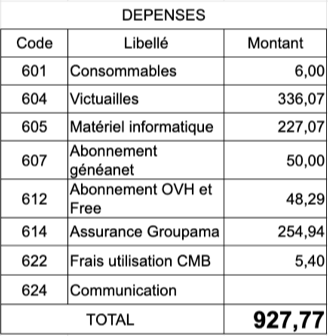 DEPENSES
Code Libellé Montant
601 Consommables 6,00
604 Victuailles 336,07
605 Matériel informatique 227,07
607 Abonnement généanet 50,00
612 Abonnement OVH et Free 48,29
614 Assurance Groupama 254,94
622 Frais utilisation CMB 5,40
624 Communication
TOTAL 927,77